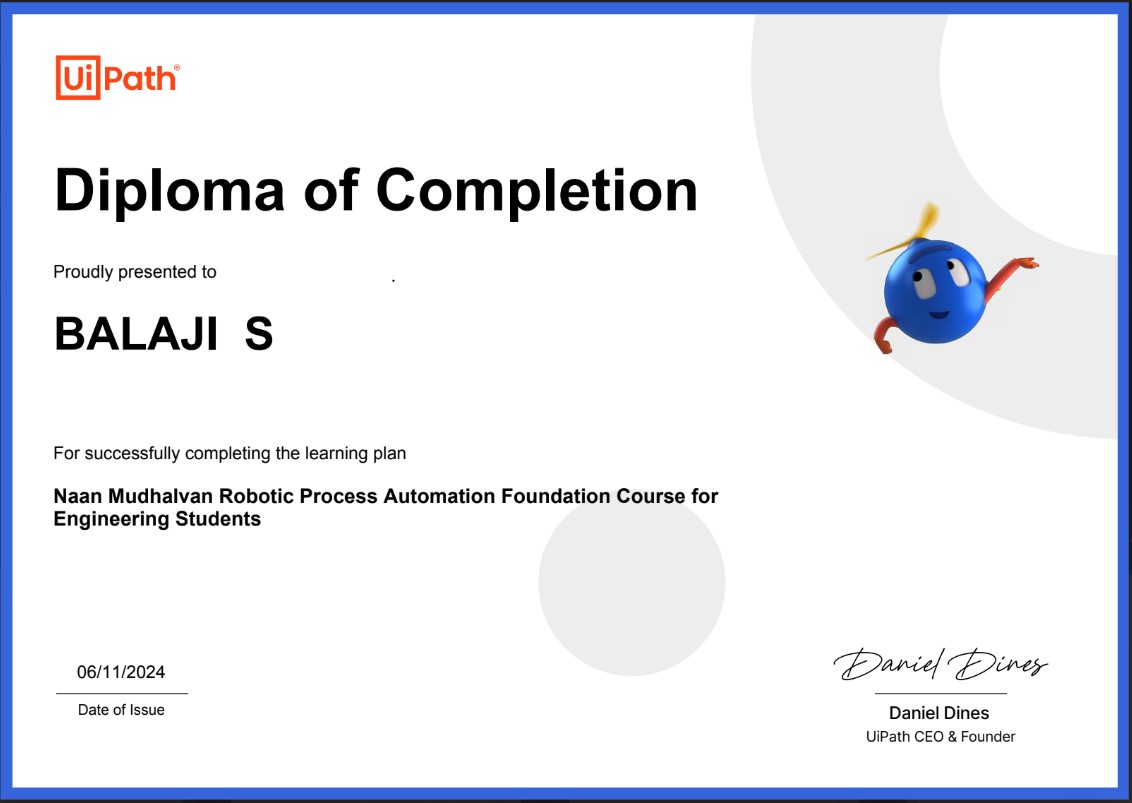 UiPath®
Diploma of Completion
Proudly presented to
.
BALAJI S
For successfully completing the learning plan
Naan Mudhalvan Robotic Process Automation Foundation Course for
Engineering Students
06/11/2024
Date of Issue
Daniel Dines
Daniel Dines
UiPath CEO & Founder